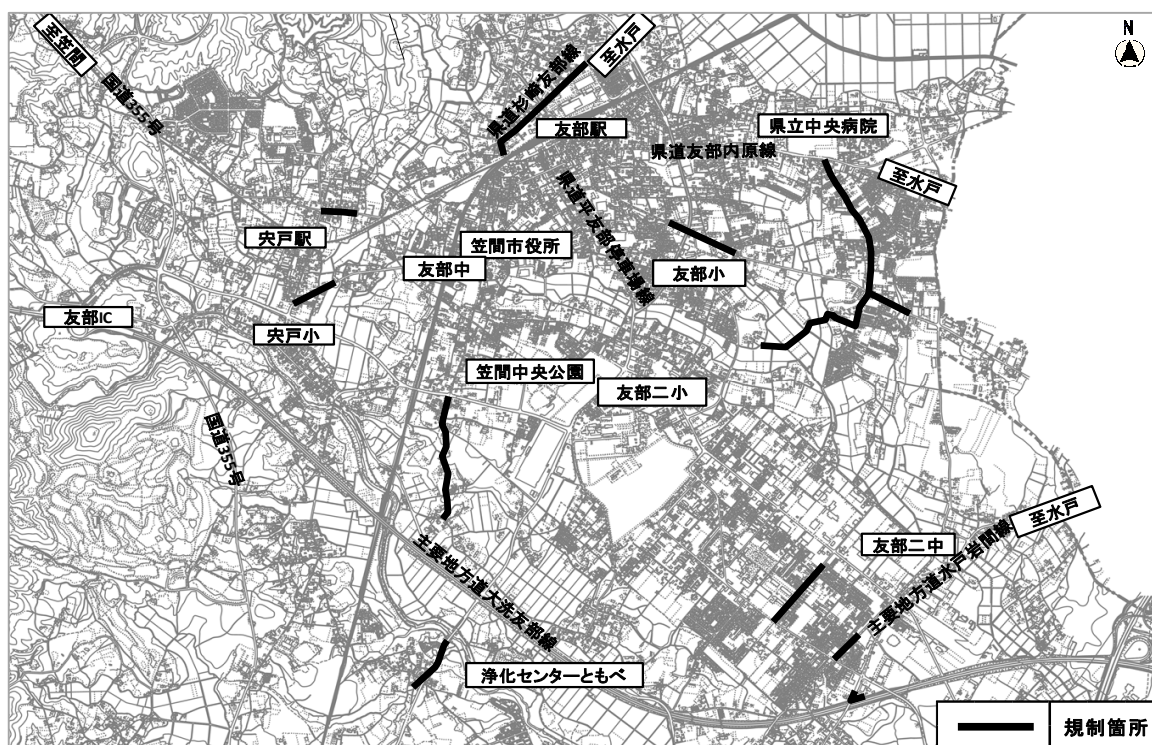 至笠間
国道355号
県道杉崎友部線
至水戸
N
友部駅
県立中央病院
県道友部内原線
至水戸
県道平友部停車場線
宍戸駅
笠間市役所
友部中
友部小
友部IC
宍戸小
笠間中央公園
友部二小
国道355号
主要地方道大洗友部線
友部二中
至水戸
主要地方道水戸岩間線
浄化センターともべ
規制箇所